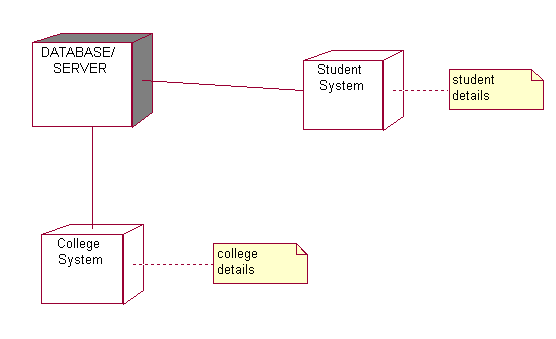 DATABASE/
SERVER
Student
System
student
details
College
System
college
details